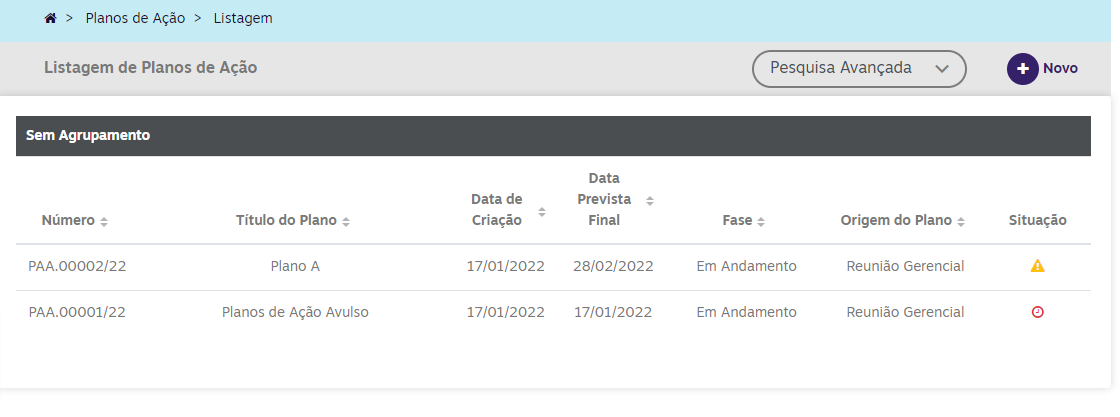 > Planos de Ação > Listagem
Listagem de Planos de Ação
Pesquisa Avançada
Novo
Sem Agrupamento
Número
Título do Plano
Data de
Criação
Data
Prevista
Final
Fase
Origem do Plano
Situação
PAA.00002/22 Plano A 17/01/2022 28/02/2022 Em Andamento Reunião Gerencial
PAA.00001/22 Planos de Ação Avulso 17/01/2022 17/01/2022 Em Andamento Reunião Gerencial